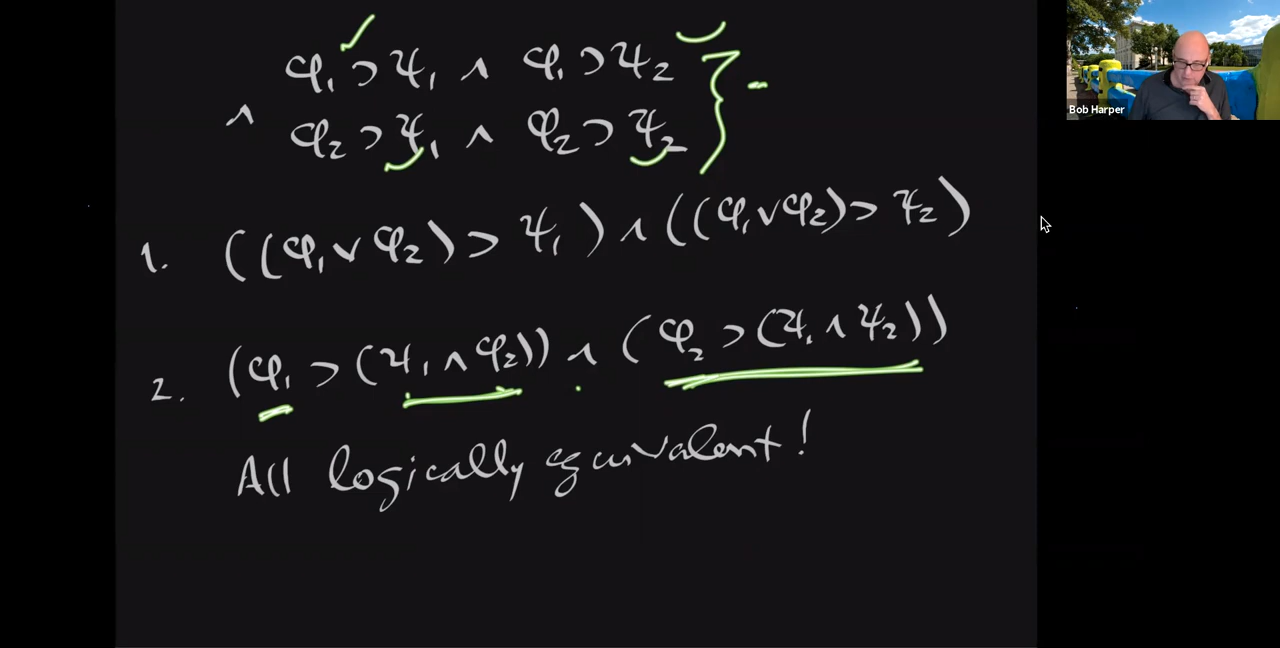 φ₁ ⊃ ψ₁ ∧ φ₁ ⊃ ψ₂
∧ φ₂ ⊃ ψ₁ ∧ φ₂ ⊃ ψ₂
1. ((φ₁ ∨ φ₂) ⊃ ψ₁) ∧ ((φ₁ ∨ φ₂) ⊃ ψ₂)
2. (φ₁ ⊃ (ψ₁ ∧ φ₂)) ∧ (φ₂ ⊃ (ψ₁ ∧ ψ₂))
All logically equivalent!
Bob Harper